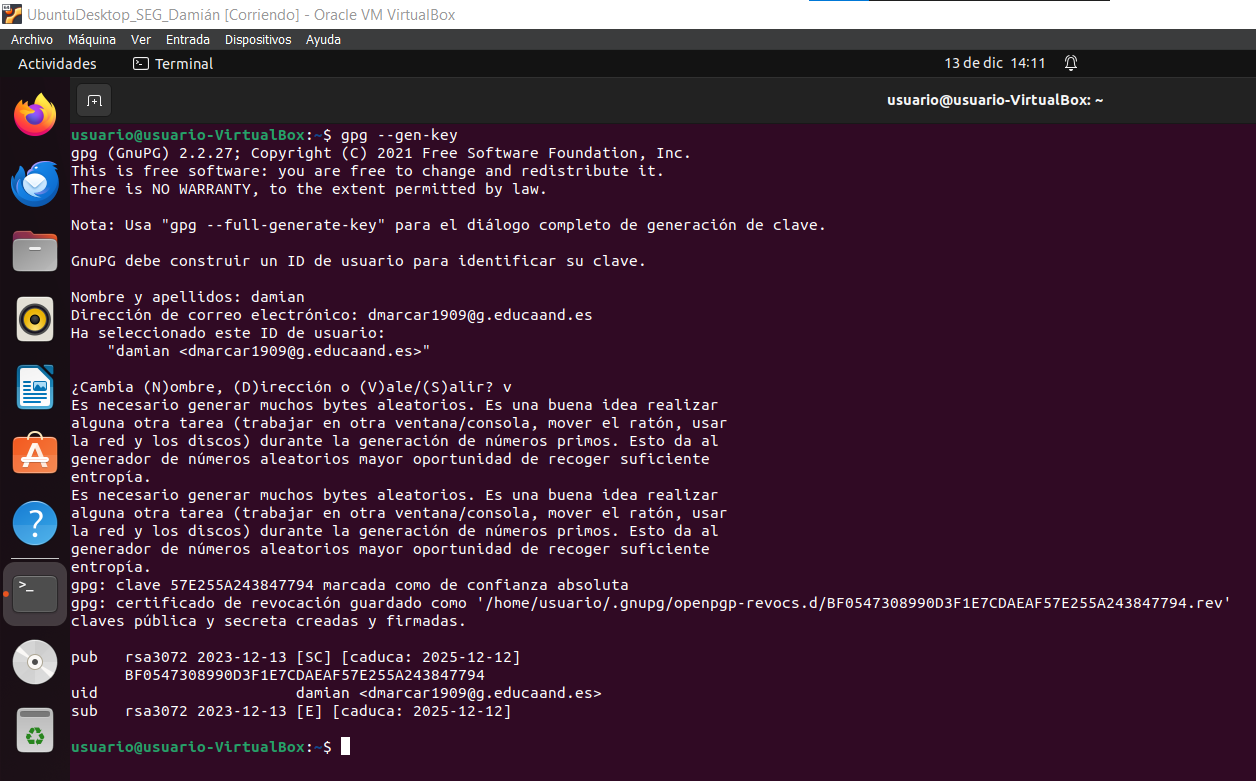 UbuntuDesktop_SEG_Damián [Corriendo] - Oracle VM VirtualBox
Archivo Máquina Ver Entrada Dispositivos Ayuda
Actividades Terminal 13 de dic 14:11
usuario@usuario-VirtualBox: ~
usuario@usuario-VirtualBox:~$ gpg --gen-key
gpg (GnuPG) 2.2.27; Copyright (C) 2021 Free Software Foundation, Inc.
This is free software: you are free to change and redistribute it.
There is NO WARRANTY, to the extent permitted by law.
Nota: Usa "gpg --full-generate-key" para el diálogo completo de generación de clave.
GnuPG debe construir un ID de usuario para identificar su clave.
Nombre y apellidos: damian
Dirección de correo electrónico: dmarcar1909@g.educaand.es
Ha seleccionado este ID de usuario:
"damian <dmarcar1909@g.educaand.es>"
¿Cambia (N)ombre, (D)irección o (V)ale/(S)alir? v
Es necesario generar muchos bytes aleatorios. Es una buena idea realizar
alguna otra tarea (trabajar en otra ventana/consola, mover el ratón, usar
la red y los discos) durante la generación de números primos. Esto da al
generador de números aleatorios mayor oportunidad de recoger suficiente
entropía.
Es necesario generar muchos bytes aleatorios. Es una buena idea realizar
alguna otra tarea (trabajar en otra ventana/consola, mover el ratón, usar
la red y los discos) durante la generación de números primos. Esto da al
generador de números aleatorios mayor oportunidad de recoger suficiente
entropía.
gpg: clave 57E255A243847794 marcada como de confianza absoluta
gpg: certificado de revocación guardado como '/home/usuario/.gnupg/openpgp-revocs.d/BF0547308990D3F1E7CDAEAF57E255A243847794.rev'
claves pública y secreta creadas y firmadas.
pub rsa3072 2023-12-13 [SC] [caduca: 2025-12-12]
BF0547308990D3F1E7CDAEAF57E255A243847794
uid damian <dmarcar1909@g.educaand.es>
sub rsa3072 2023-12-13 [E] [caduca: 2025-12-12]
usuario@usuario-VirtualBox:~$